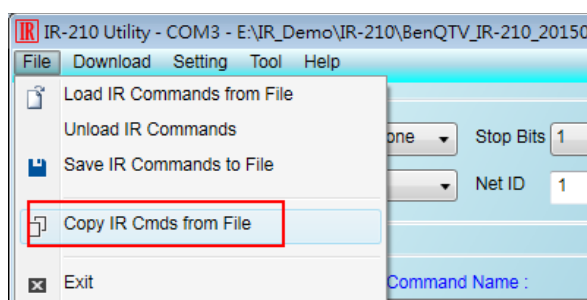 IR IR-210 Utility - COM3 - E:\IR_Demo\IR-210\BenQTV_IR-210_20150
File Download Setting Tool Help
Load IR Commands from File
Unload IR Commands
one Stop Bits 1
Save IR Commands to File
Net ID 1
Copy IR Cmds from File
Exit
Command Name :